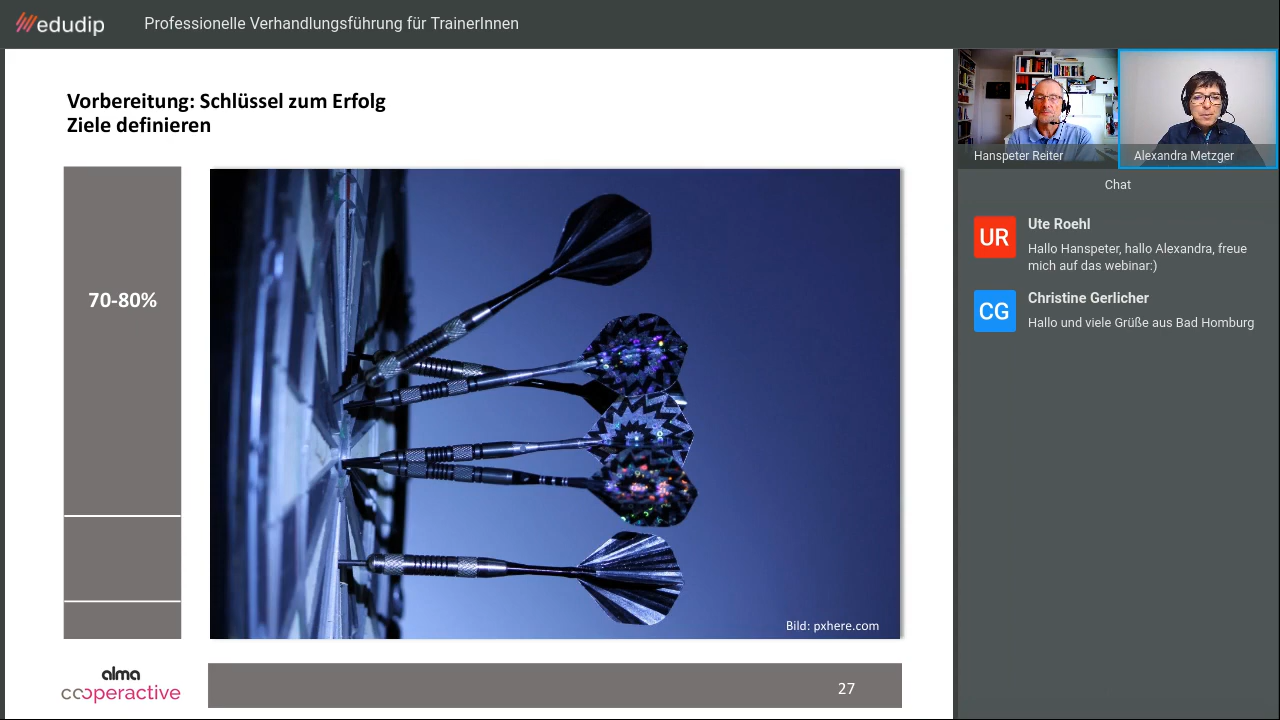 edudip
Professionelle Verhandlungsführung für TrainerInnen
Vorbereitung: Schlüssel zum Erfolg
Ziele definieren
70-80%
Bild: pxhere.com
alma
cooperactive
27
Hanspeter Reiter
Alexandra Metzger
Chat
UR
Ute Roehl
Hallo Hanspeter, hallo Alexandra, freue
mich auf das webinar:)
CG
Christine Gerlicher
Hallo und viele Grüße aus Bad Homburg